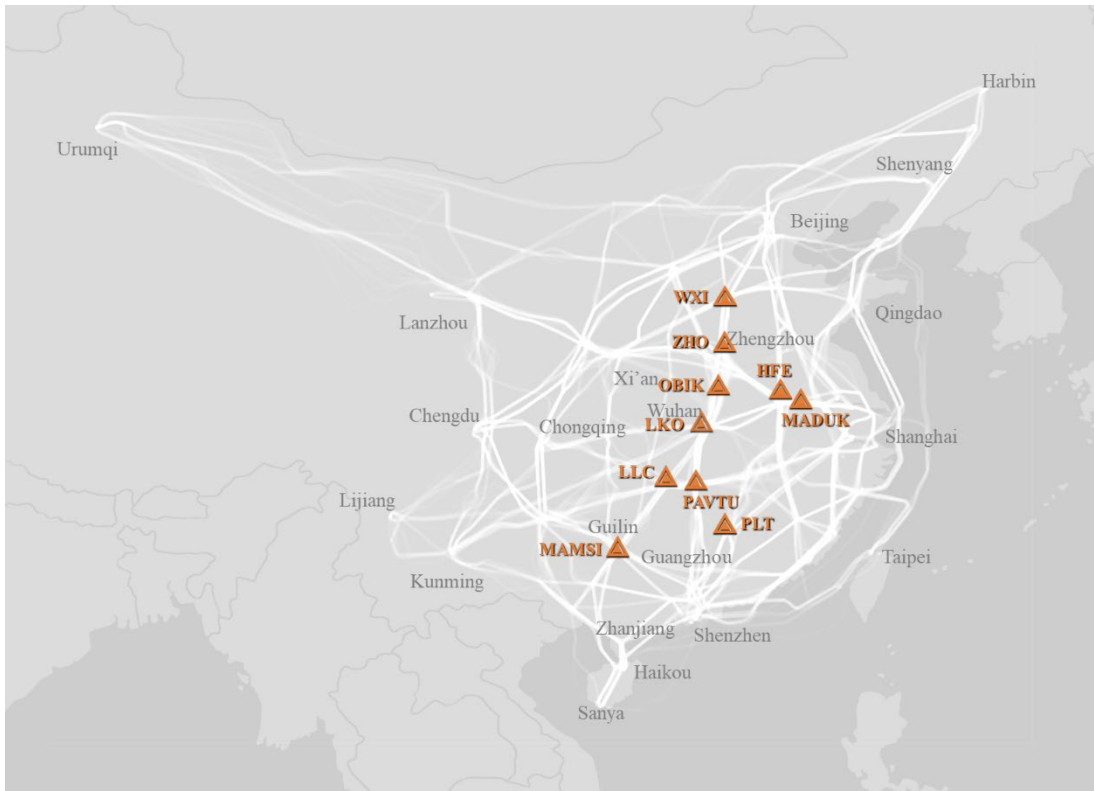 Harbin
Urumqi
Shenyang
Beijing
WXI
Lanzhou
Qingdao
ZHO
Zhengzhou
HFE
Xi'an
OBIK
Wuhan
MADUK
Chengdu
Chongqing
LKO
Shanghai
LLC
Lijiang
PAVTU
Guilin
PLT
MAMSI
Guangzhou
Taipei
Kunming
Zhanjiang
Shenzhen
Haikou
Sanya